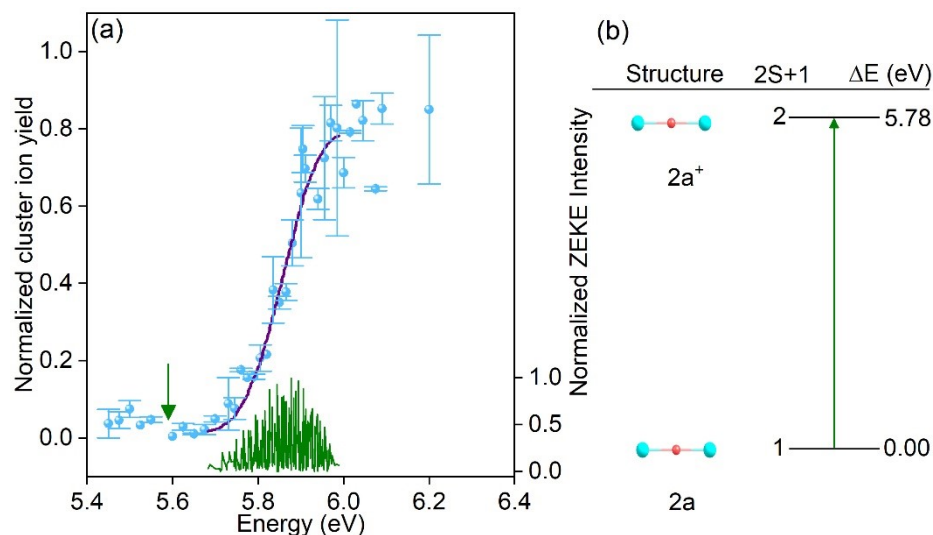 (a)
1.0
0.8
0.6
0.4
0.2
0.0
Normalized cluster ion yield
1.0
0.5
0.0
Normalized ZEKE Intensity
5.4 5.6 5.8 6.0 6.2 6.4
Energy (eV)
(b)
Structure 2S+1 ΔE (eV)
2 5.78
2a⁺
1 0.00
2a